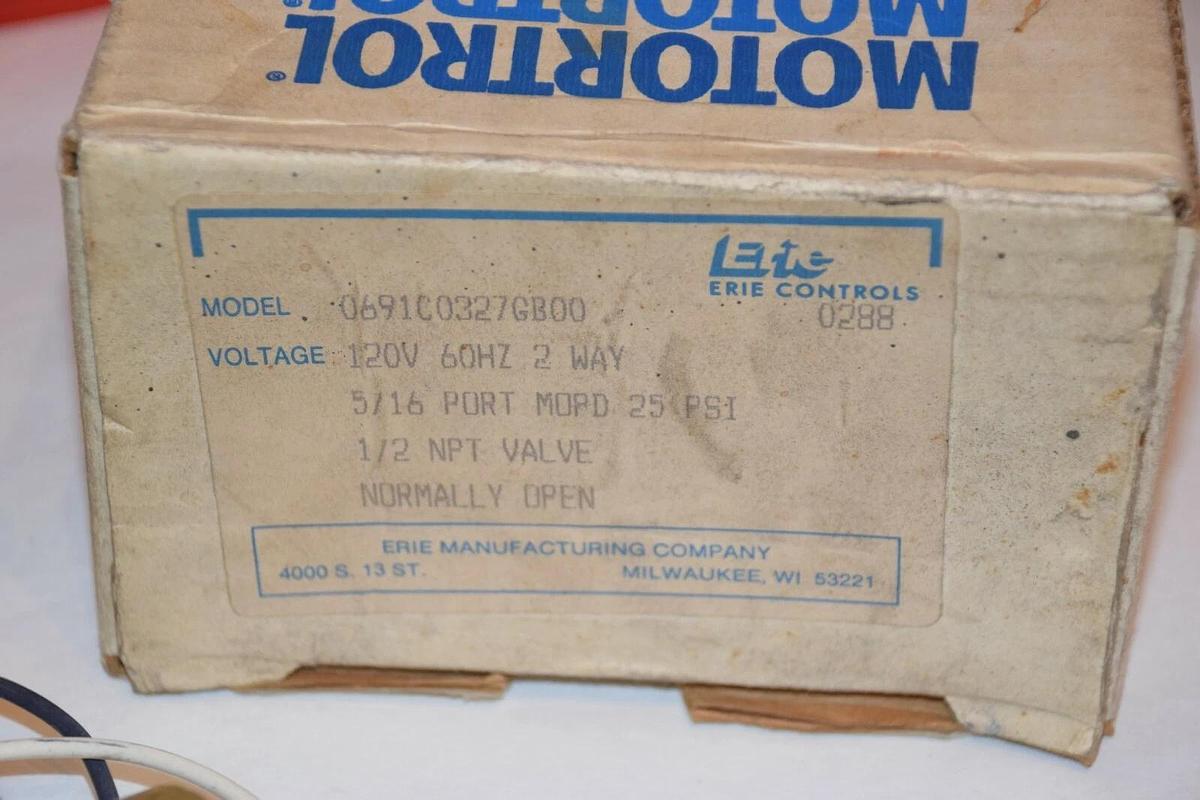 MOTORTROL®
MOTORTROL®
Erie
ERIE CONTROLS
MODEL 0691C0327GB00 0288
VOLTAGE 120V 60HZ 2 WAY
5/16 PORT MOPD 25 PSI
1/2 NPT VALVE
NORMALLY OPEN
ERIE MANUFACTURING COMPANY
4000 S. 13 ST. MILWAUKEE, WI 53221